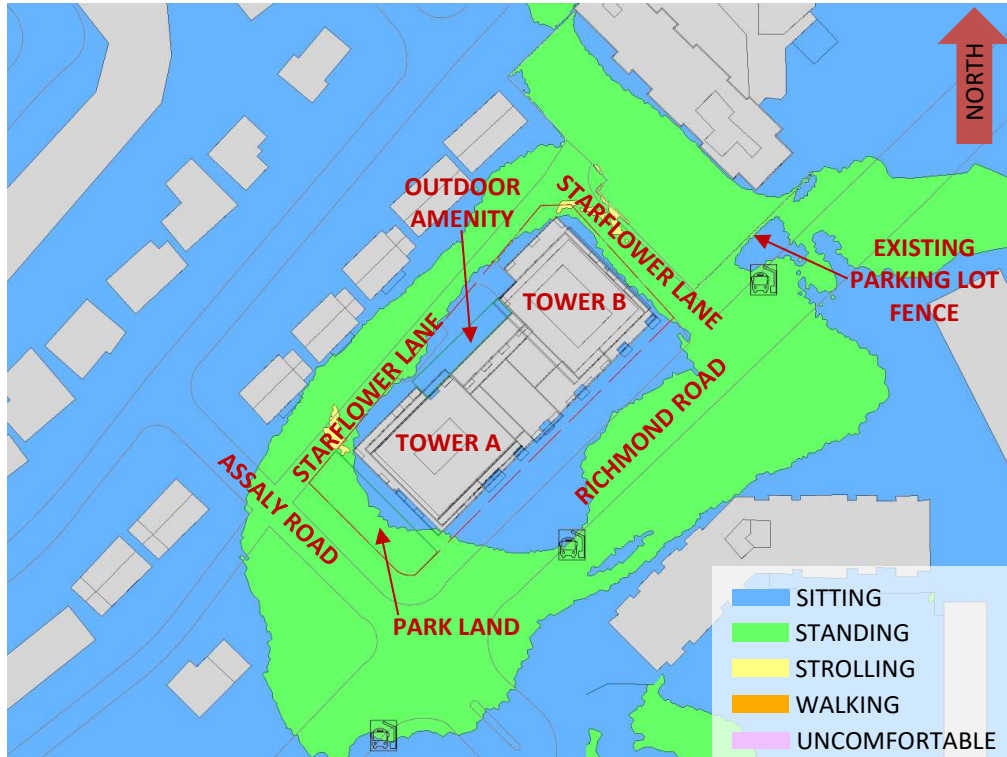 NORTH
OUTDOOR
AMENITY
STARFLOWER LANE
EXISTING
PARKING LOT
FENCE
TOWER B
STARFLOWER LANE
TOWER A
RICHMOND ROAD
ASSALY ROAD
PARK LAND
SITTING
STANDING
STROLLING
WALKING
UNCOMFORTABLE